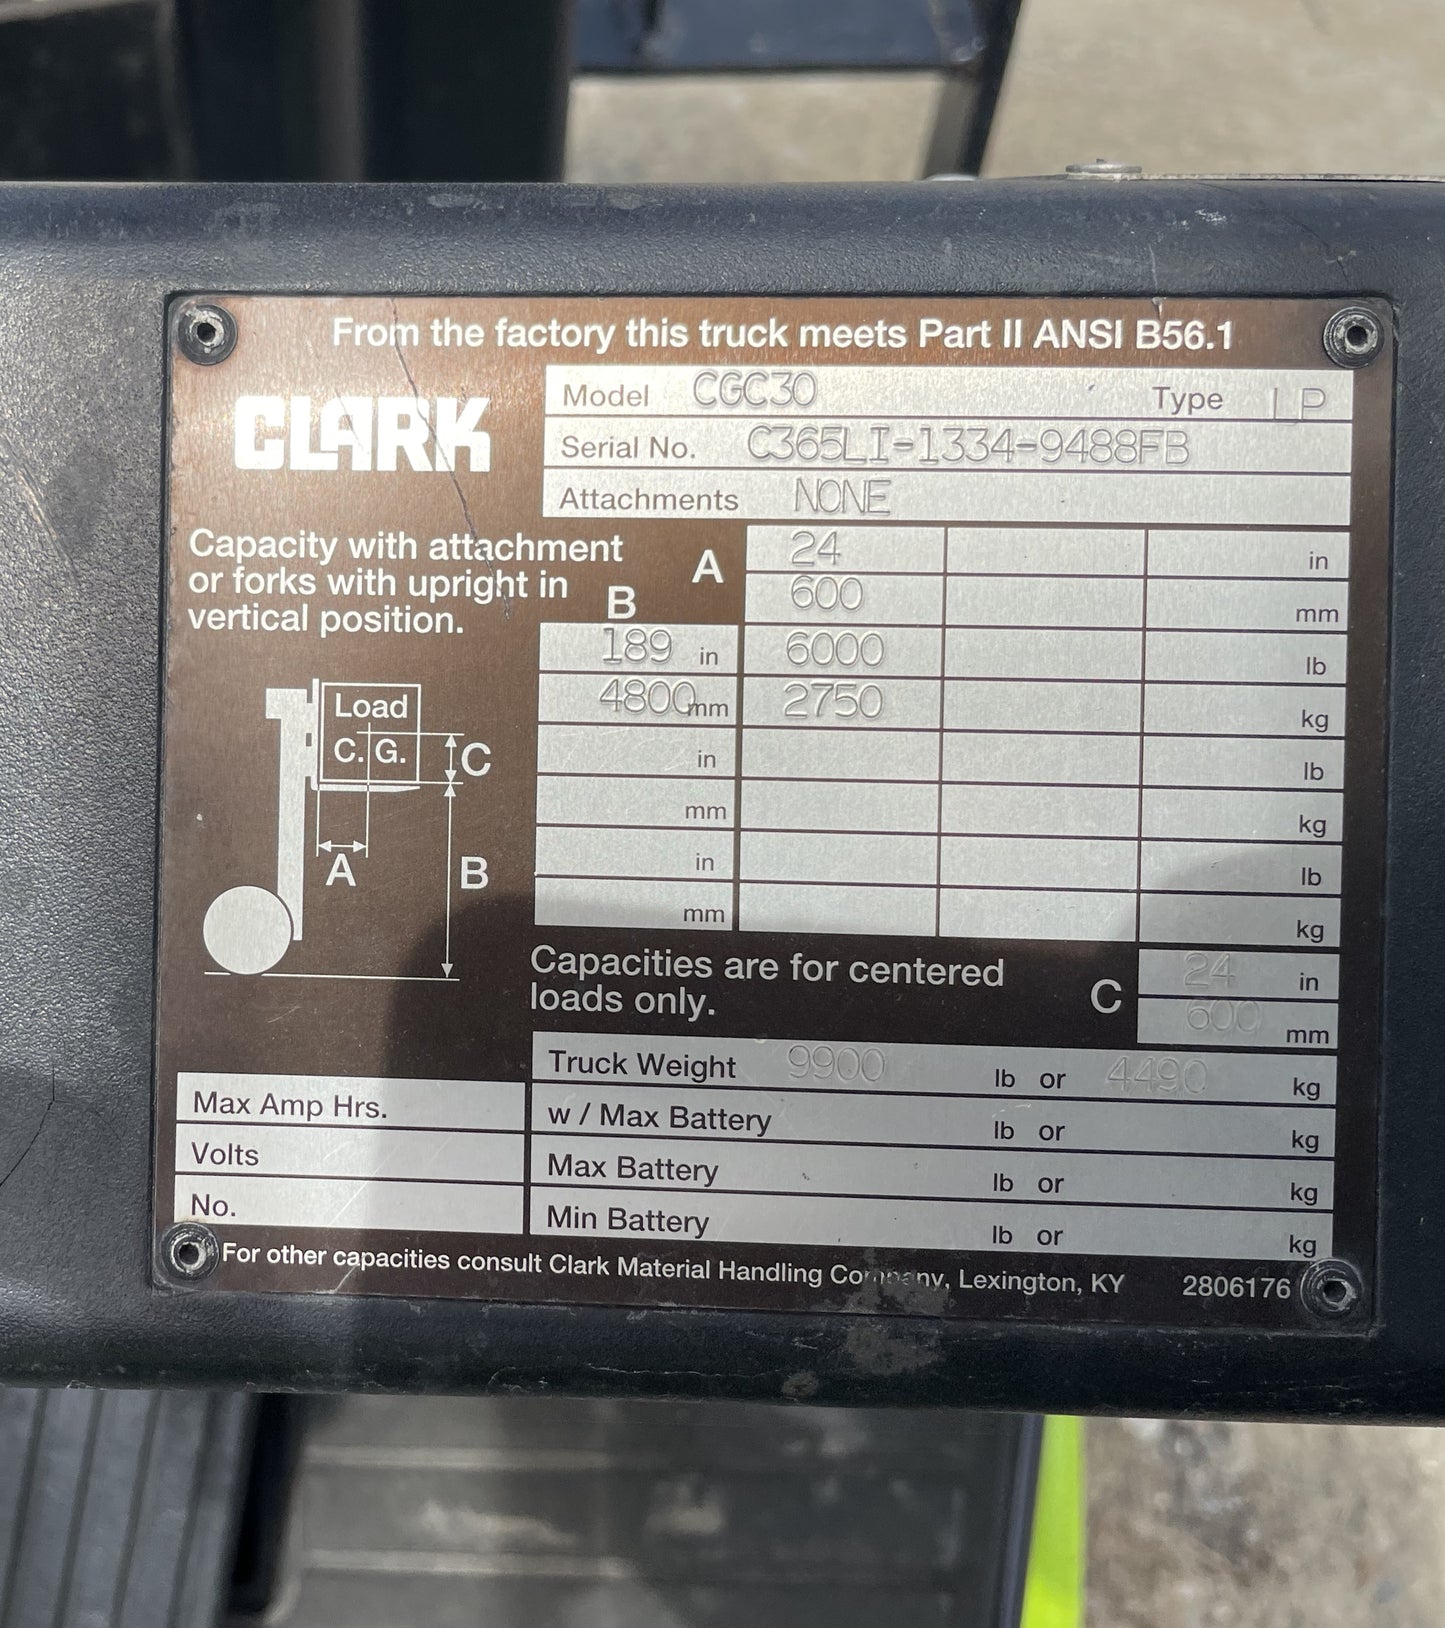 From the factory this truck meets Part II ANSI B56.1
CLARK
Model CGC30 Type LP
Serial No. C365LI-1334-9488FB
Attachments NONE
Capacity with attachment
or forks with upright in
vertical position.
A 24 in
600 mm
B
189 in 6000 lb
4800 mm 2750 kg
in lb
mm kg
in lb
mm kg
Load
C. G.
C
A
B
Capacities are for centered
loads only.
C 24 in
600 mm
Truck Weight 9900 lb or 4490 kg
w / Max Battery lb or kg
Max Battery lb or kg
Min Battery lb or kg
Max Amp Hrs.
Volts
No.
For other capacities consult Clark Material Handling Company, Lexington, KY 2806176